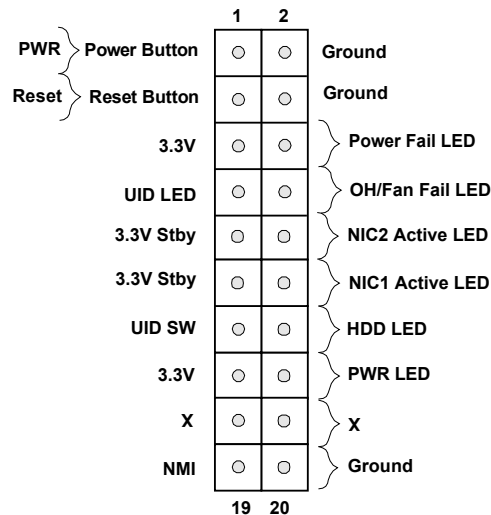 1 2
PWR Power Button Ground
Reset Reset Button Ground
3.3V Power Fail LED
UID LED OH/Fan Fail LED
3.3V Stby NIC2 Active LED
3.3V Stby NIC1 Active LED
UID SW HDD LED
3.3V PWR LED
X X
NMI Ground
19 20